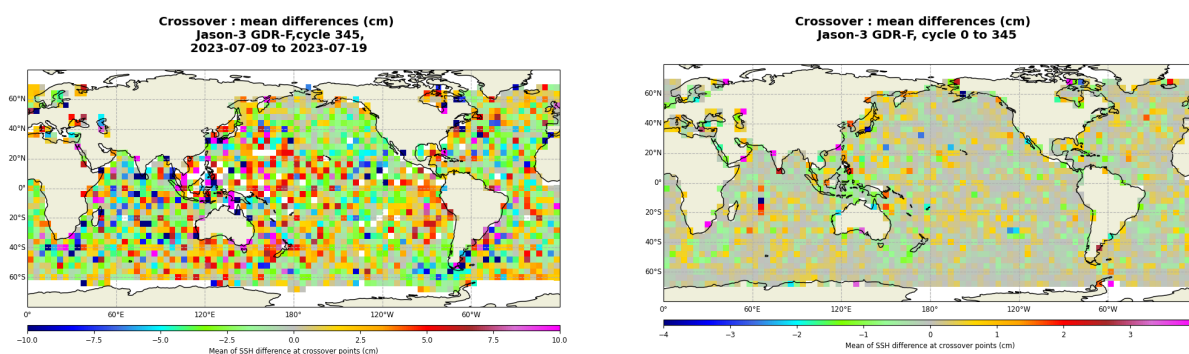 Crossover : mean differences (cm)
Jason-3 GDR-F,cycle 345,
2023-07-09 to 2023-07-19
60°N
40°N
20°N
0°
20°S
40°S
60°S
0° 60°E 120°E 180° 120°W 60°W
−10.0 −7.5 −5.0 −2.5 0.0 2.5 5.0 7.5 10.0
Mean of SSH difference at crossover points (cm)
Crossover : mean differences (cm)
Jason-3 GDR-F, cycle 0 to 345
60°N
40°N
20°N
0°
20°S
40°S
60°S
0° 60°E 120°E 180° 120°W 60°W
−4 −3 −2 −1 0 1 2 3
Mean of SSH difference at crossover points (cm)